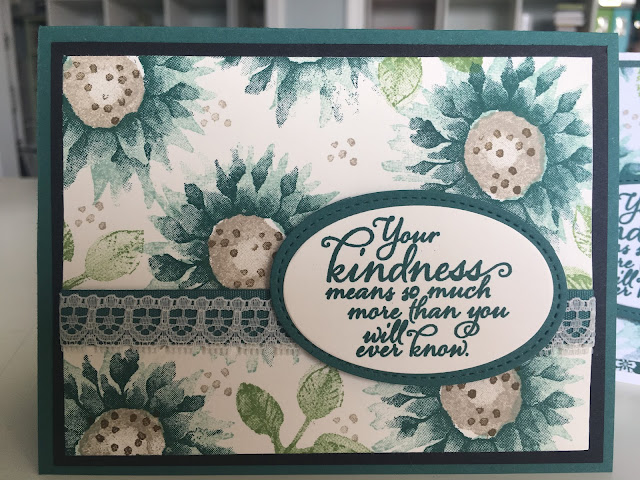 Your
kindness
means so much
more than you
will
ever know.